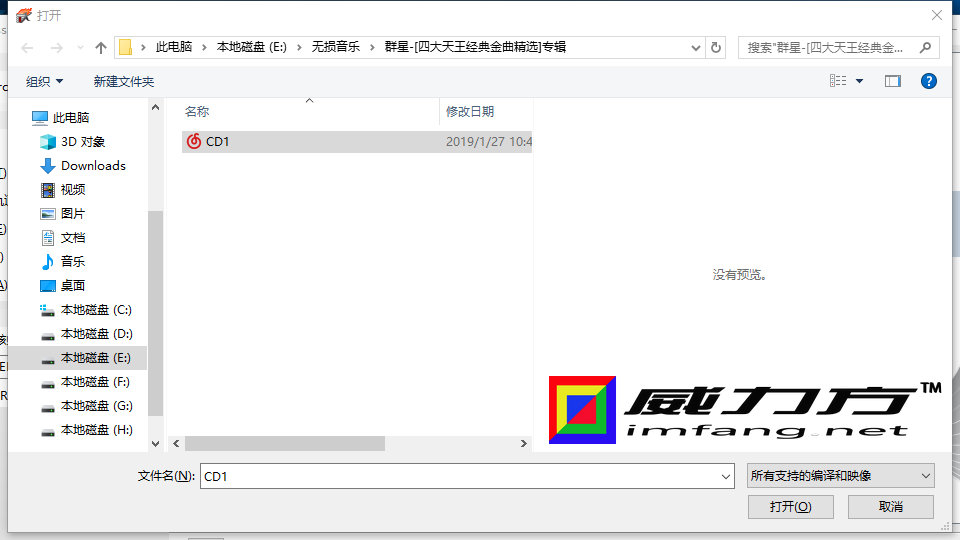 打开
此电脑 › 本地磁盘 (E:) › 无损音乐 › 群星-[四大天王经典金曲精选]专辑
搜索"群星-[四大天王经典金...
组织
新建文件夹
名称
修改日期
CD1
2019/1/27 10:4
此电脑
3D 对象
Downloads
视频
图片
文档
音乐
桌面
本地磁盘 (C:)
本地磁盘 (D:)
本地磁盘 (E:)
本地磁盘 (F:)
本地磁盘 (G:)
本地磁盘 (H:)
没有预览。
威力方™
imfang.net
文件名(N):
CD1
所有支持的编译和映像
打开(O)
取消